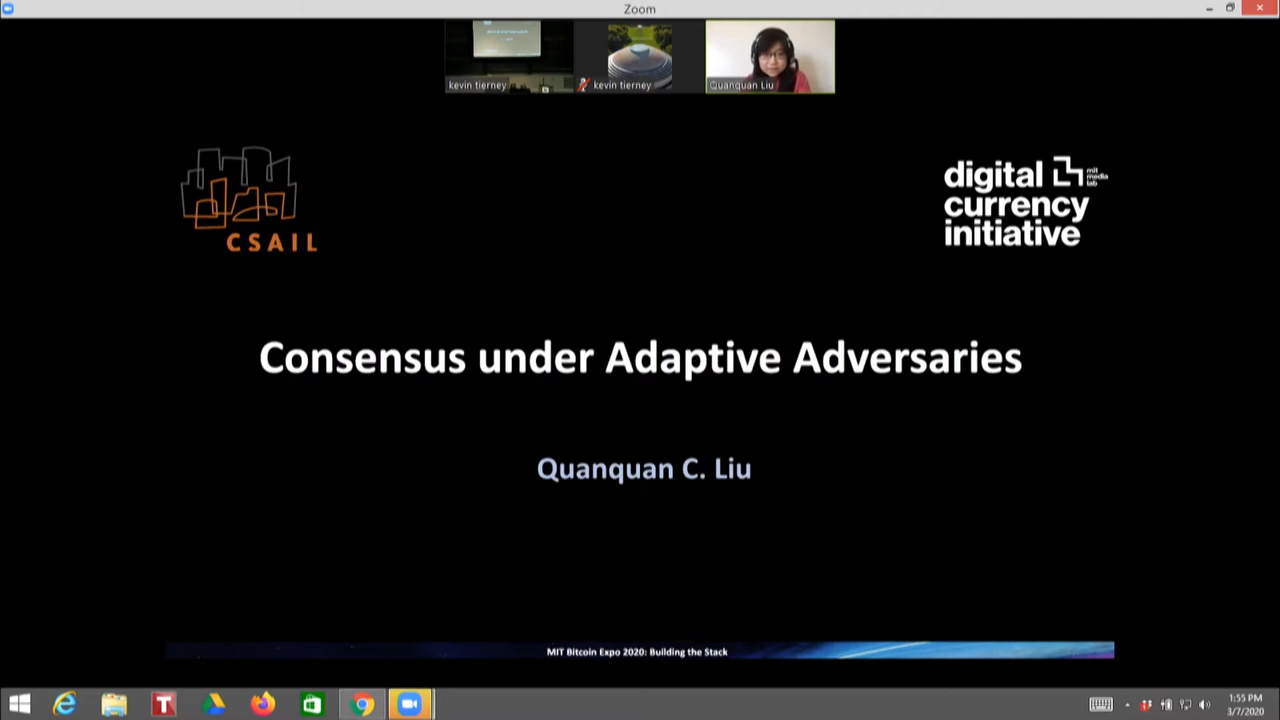 Zoom
kevin tierney
kevin tierney
Quanquan Liu
CSAIL
digital
currency
initiative
mit
media
lab
Consensus under Adaptive Adversaries
Quanquan C. Liu
MIT Bitcoin Expo 2020: Building the Stack
1:55 PM
3/7/2020